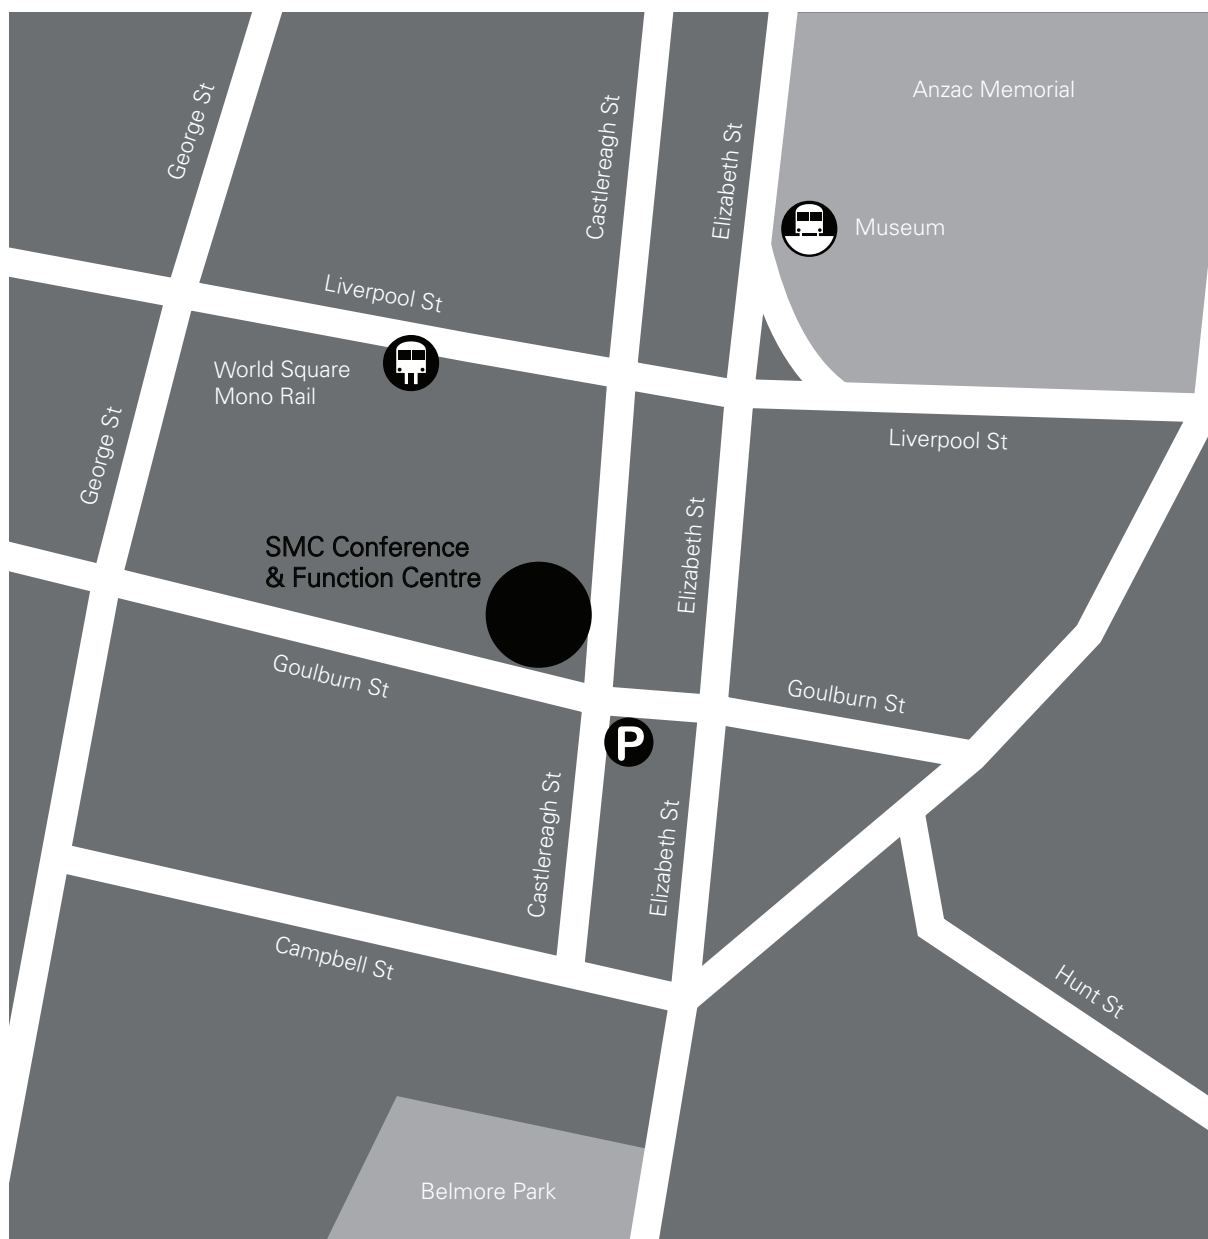 Anzac Memorial
George St
Castlereagh St
Elizabeth St
Museum
Liverpool St
World Square
Mono Rail
George St
Liverpool St
SMC Conference
& Function Centre
Elizabeth St
Goulburn St
Goulburn St
P
Castlereagh St
Elizabeth St
Campbell St
Hunt St
Belmore Park